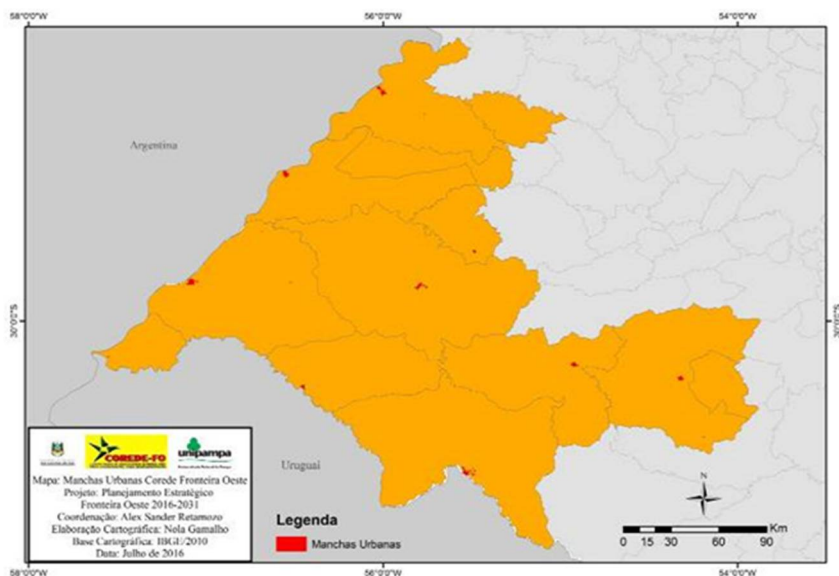 58°0'0"W
56°0'0"W
54°0'0"W
Argentina
30°0'0"S
30°0'0"S
Uruguai
COREDE-FO
unipampa
Mapa: Manchas Urbanas Corede Fronteira Oeste
Projeto: Planejamento Estratégico
Fronteira Oeste 2016-2031
Coordenação: Alex Sander Retamozo
Elaboração Cartográfica: Nola Gamalho
Base Cartográfica: IBGE/2010
Data: Julho de 2016
Legenda
Manchas Urbanas
N
Km
0 15 30 60 90
58°0'0"W
56°0'0"W
54°0'0"W